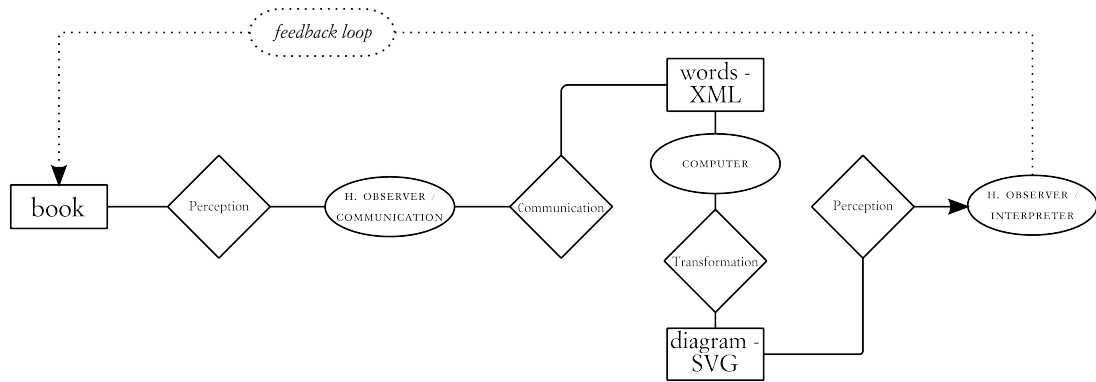 feedback loop
words -
XML
COMPUTER
book
Perception
H. OBSERVER /
COMMUNICATION
Communication
Transformation
diagram -
SVG
Perception
H. OBSERVER /
INTERPRETER